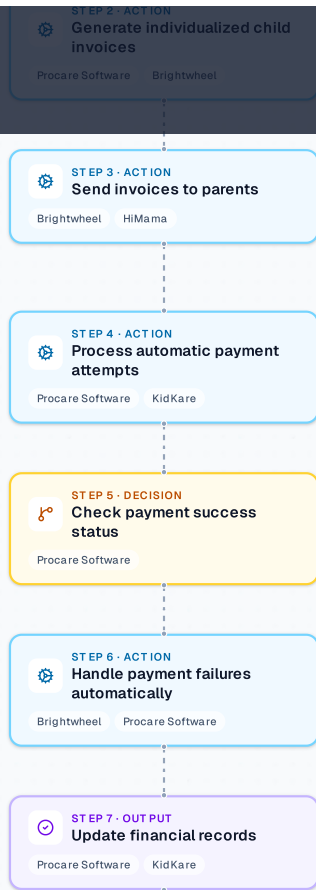 STEP 2 · ACTION
Generate individualized child
invoices
Procare Software Brightwheel
STEP 3 · ACTION
Send invoices to parents
Brightwheel HiMama
STEP 4 · ACTION
Process automatic payment
attempts
Procare Software KidKare
STEP 5 · DECISION
Check payment success
status
Procare Software
STEP 6 · ACTION
Handle payment failures
automatically
Brightwheel Procare Software
STEP 7 · OUTPUT
Update financial records
Procare Software KidKare